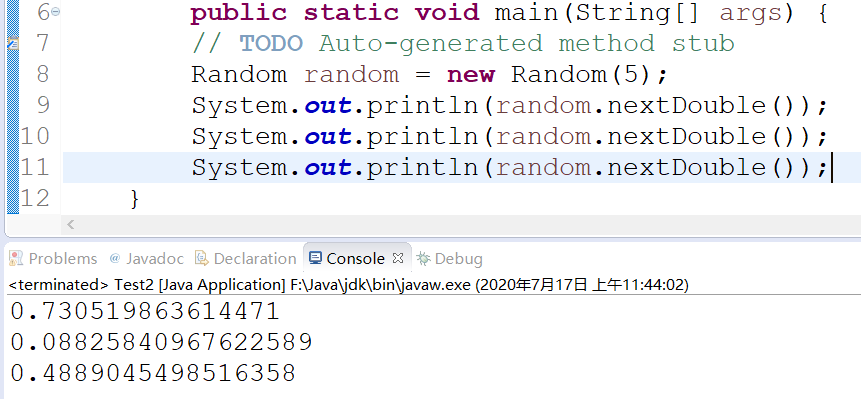 6 public static void main(String[] args) {
7 // TODO Auto-generated method stub
8 Random random = new Random(5);
9 System.out.println(random.nextDouble());
10 System.out.println(random.nextDouble());
11 System.out.println(random.nextDouble());
12 }
Problems @ Javadoc Declaration Console Debug
<terminated> Test2 [Java Application] F:\Java\jdk\bin\javaw.exe (2020年7月17日 上午11:44:02)
0.730519863614471
0.08825840967622589
0.4889045498516358